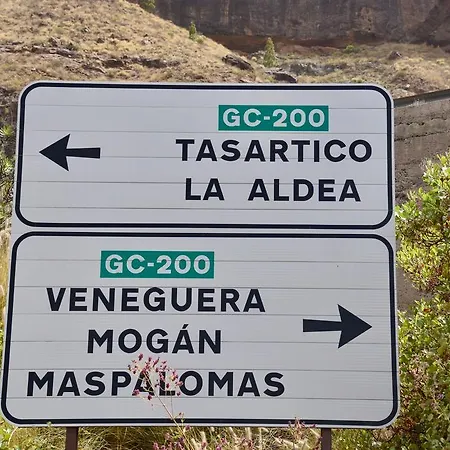 GC-200
TASARTICO
LA ALDEA
GC-200
VENEGUERA
MOGÁN
MASPALOMAS